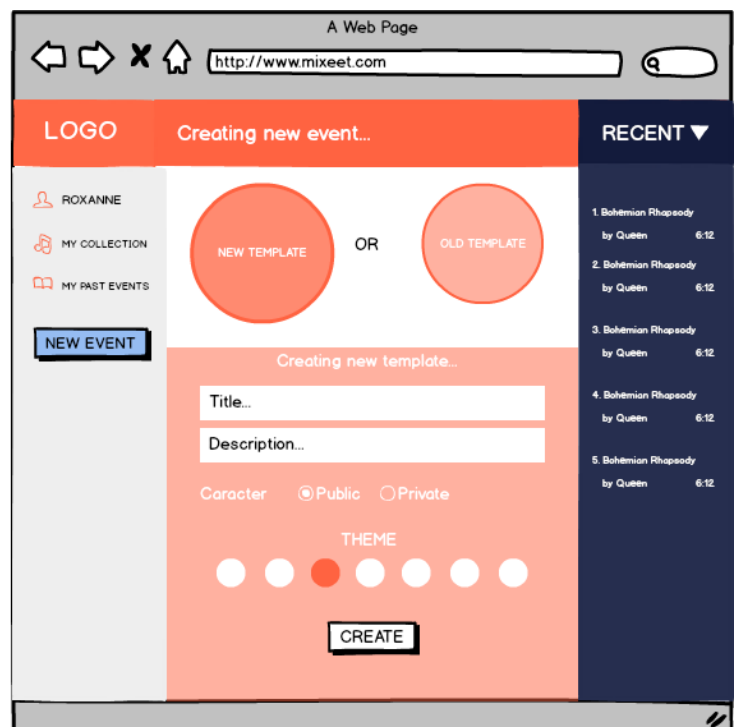 A Web Page
http://www.mixeet.com
LOGO
Creating new event...
RECENT ▼
ROXANNE
MY COLLECTION
MY PAST EVENTS
NEW EVENT
NEW TEMPLATE
OR
OLD TEMPLATE
Creating new template...
Title...
Description...
Caracter Public Private
THEME
CREATE
1. Bohemian Rhapsody
by Queen 6:12
2. Bohemian Rhapsody
by Queen 6:12
3. Bohemian Rhapsody
by Queen 6:12
4. Bohemian Rhapsody
by Queen 6:12
5. Bohemian Rhapsody
by Queen 6:12